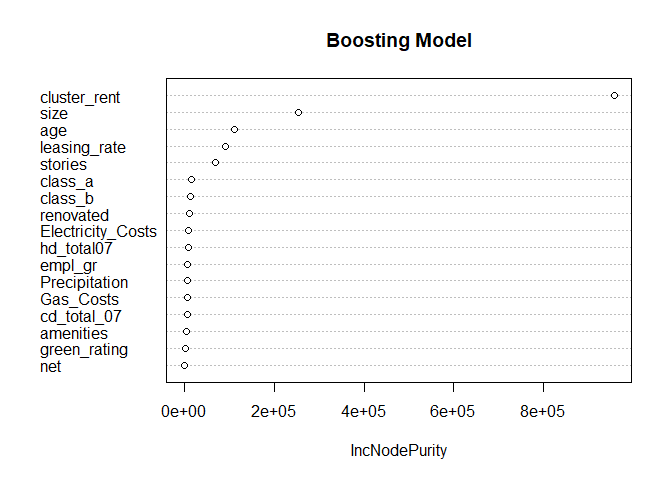 Boosting Model
cluster_rent
size
age
leasing_rate
stories
class_a
class_b
renovated
Electricity_Costs
hd_total07
empl_gr
Precipitation
Gas_Costs
cd_total_07
amenities
green_rating
net
0e+00 2e+05 4e+05 6e+05 8e+05
IncNodePurity